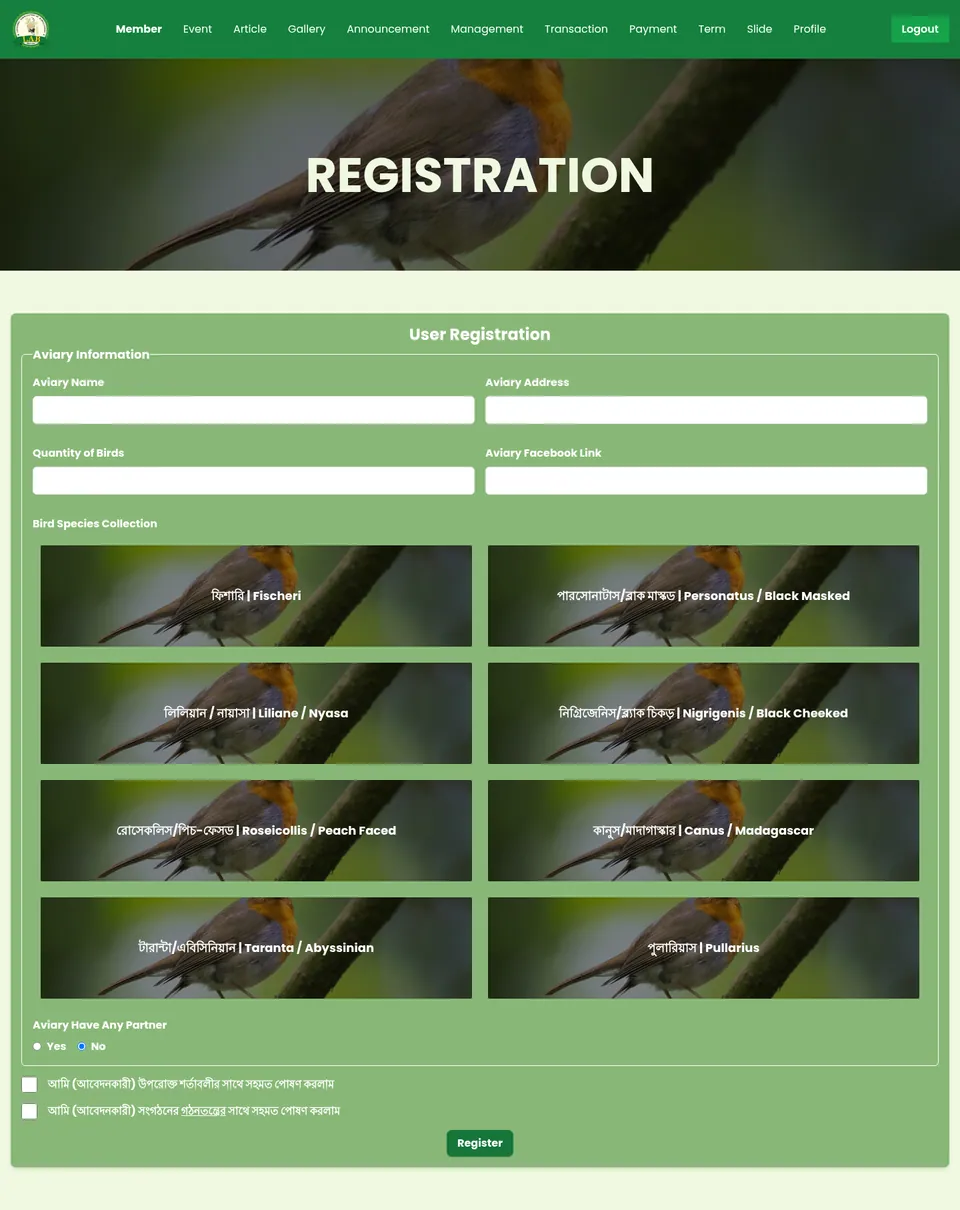 Member Event Article Gallery Announcement Management Transaction Payment Term Slide Profile Logout
REGISTRATION
User Registration
Aviary Information
Aviary Name
Aviary Address
Quantity of Birds
Aviary Facebook Link
Bird Species Collection
ফিশারি | Fischeri
পারসোনাটাস/ব্লাক মাস্কড | Personatus / Black Masked
লিলিয়ান / নায়াসা | Liliane / Nyasa
নিগ্রিজেনিস/ব্ল্যাক চিকড় | Nigrigenis / Black Cheeked
রোসেকলিস/পিচ-ফেসড | Roseicollis / Peach Faced
কানুস/মাদাগাস্কার | Canus / Madagascar
টারান্টা/এবিসিনিয়ান | Taranta / Abyssinian
পুলারিয়াস | Pullarius
Aviary Have Any Partner
Yes No
আমি (আবেদনকারী) উপরোক্ত শর্তাবলীর সাথে সহমত পোষণ করলাম
আমি (আবেদনকারী) সংগঠনের গঠনতন্ত্রের সাথে সহমত পোষণ করলাম
Register